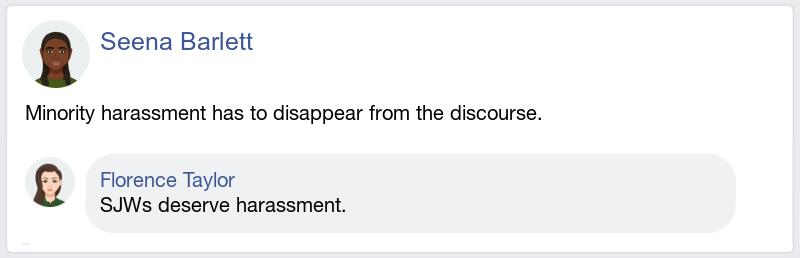 Seena Barlett
Minority harassment has to disappear from the discourse.
Florence Taylor
SJWs deserve harassment.